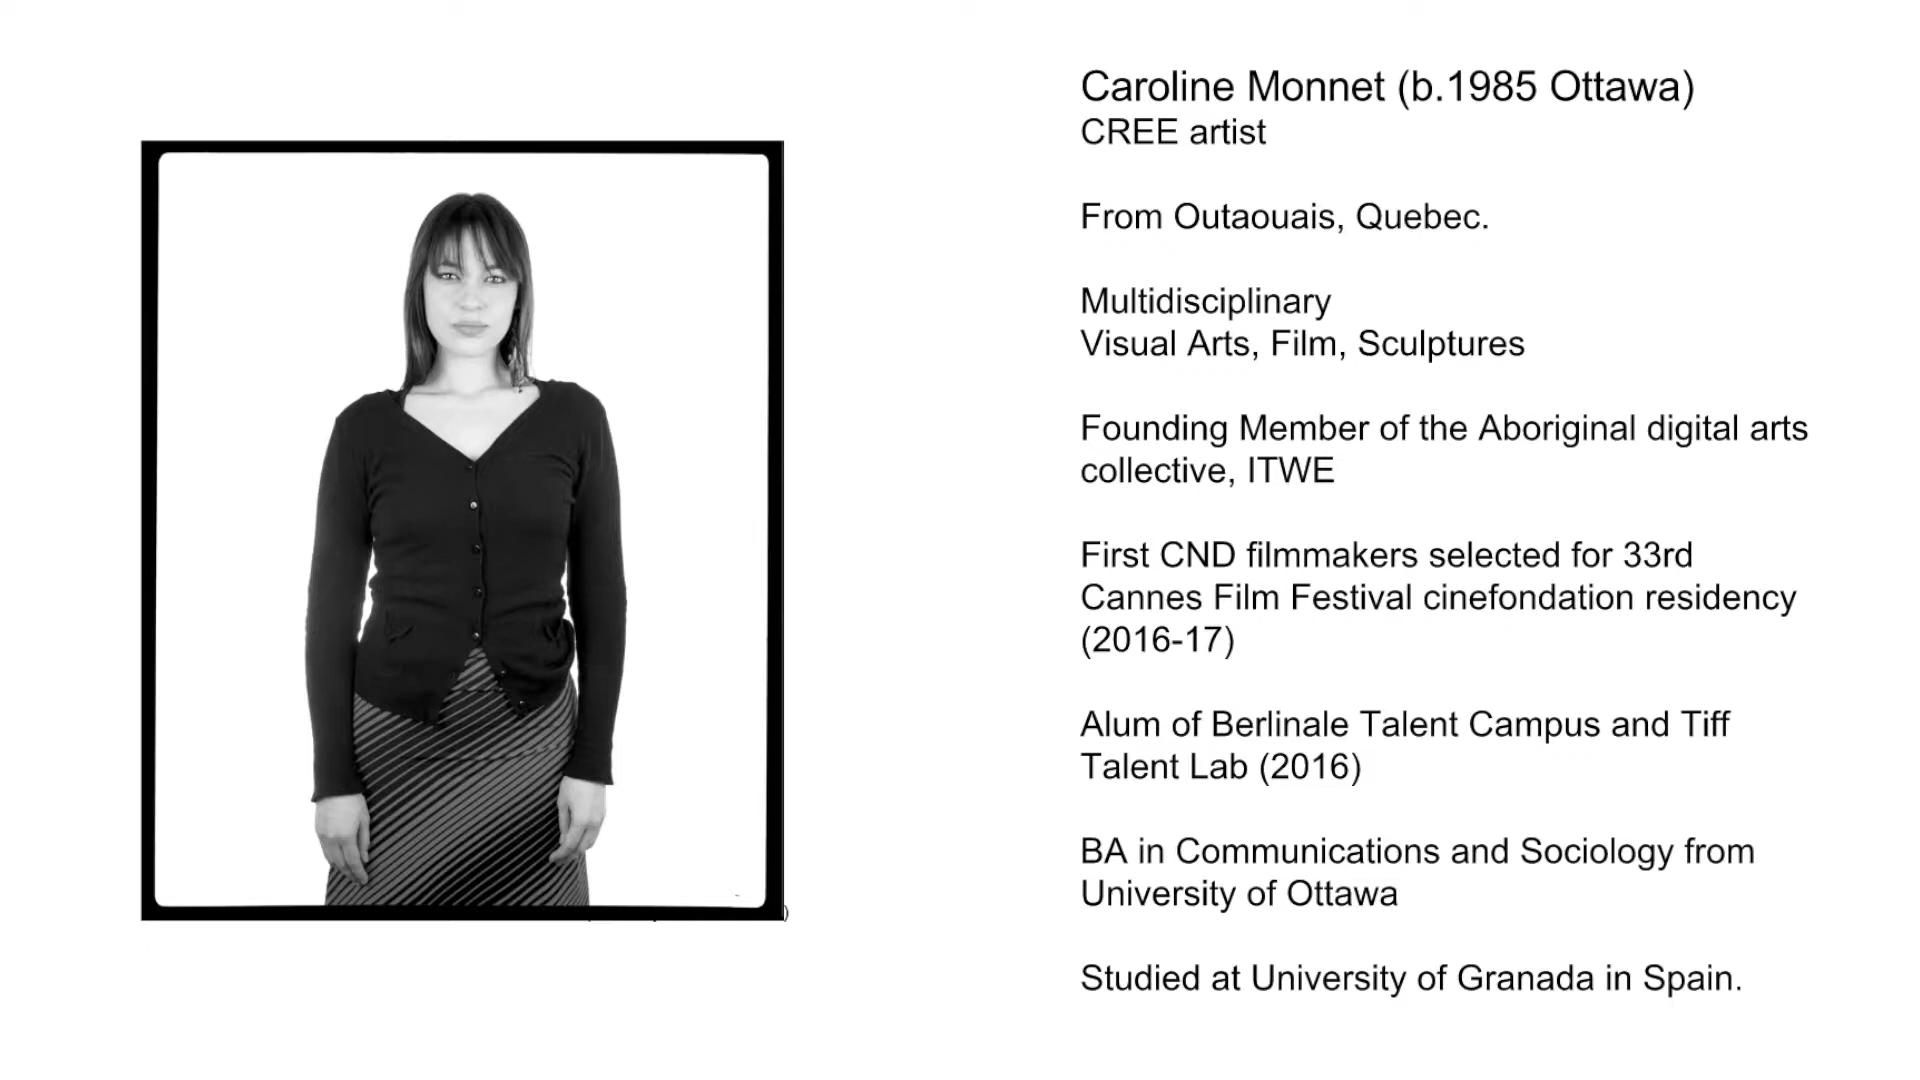 Caroline Monnet (b.1985 Ottawa)
CREE artist
From Outaouais, Quebec.
Multidisciplinary
Visual Arts, Film, Sculptures
Founding Member of the Aboriginal digital arts
collective, ITWE
First CND filmmakers selected for 33rd
Cannes Film Festival cinefondation residency
(2016-17)
Alum of Berlinale Talent Campus and Tiff
Talent Lab (2016)
BA in Communications and Sociology from
University of Ottawa
Studied at University of Granada in Spain.